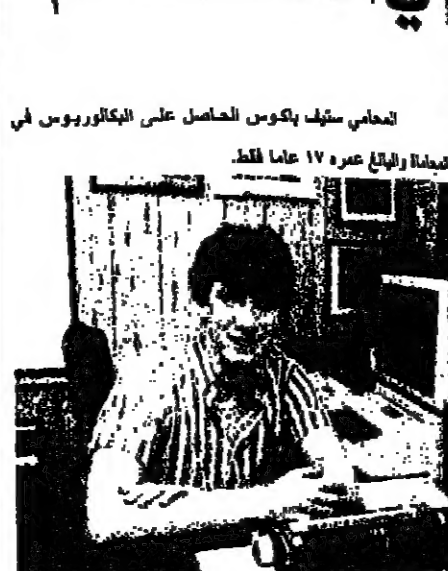 المحامي ستيف باكوس الحاصل على البكالوريوس في
المحاماة والبالغ عمره ١٧ عاما فقط.